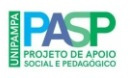 UNIPAMPA
PASP
PROJETO DE APOIO
SOCIAL E PEDAGÓGICO